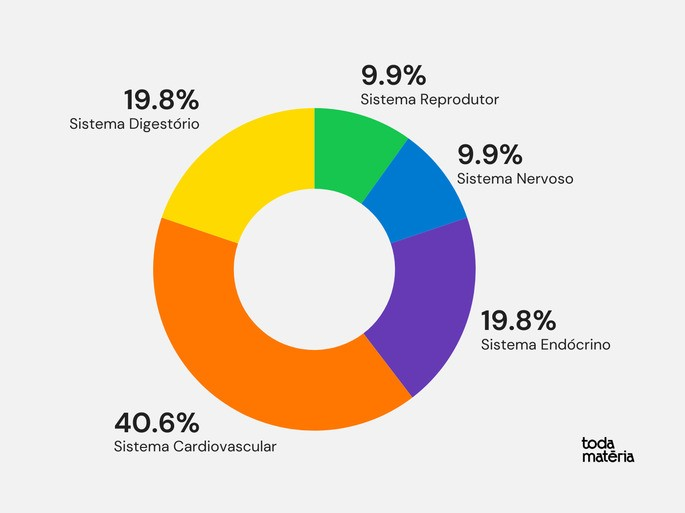 9.9%
Sistema Reprodutor
19.8%
Sistema Digestório
9.9%
Sistema Nervoso
19.8%
Sistema Endócrino
40.6%
Sistema Cardiovascular
toda
matéria